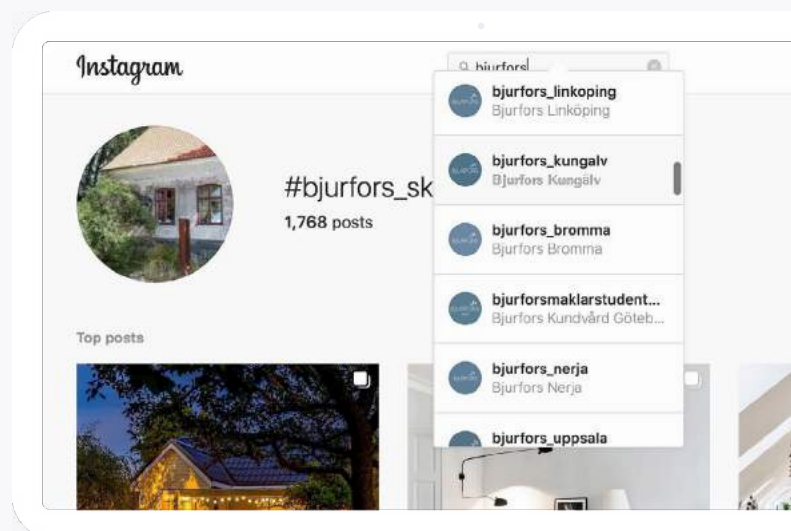 Instagram
bjurfors
bjurfors_linkoping
Bjurfors Linköping
bjurfors_kungalv
Bjurfors Kungälv
#bjurfors_sk
1,768 posts
bjurfors_bromma
Bjurfors Bromma
bjurforsmaklarstudent...
Bjurfors Kundvård Göteb...
Top posts
bjurfors_nerja
Bjurfors Nerja
bjurfors_uppsala